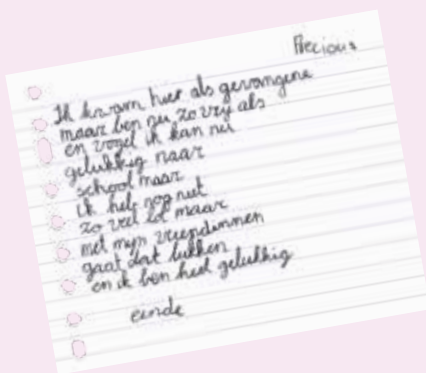 Precious
Ik kwam hier als gevangene
maar ben nu zo vrij als
en vogel ik kan nu
gelukkig naar
school maar
ik heb nog niet
zo veel tot maar
met mijn vriendinnen
gaat dat lukken
en ik ben heel gelukkig
einde